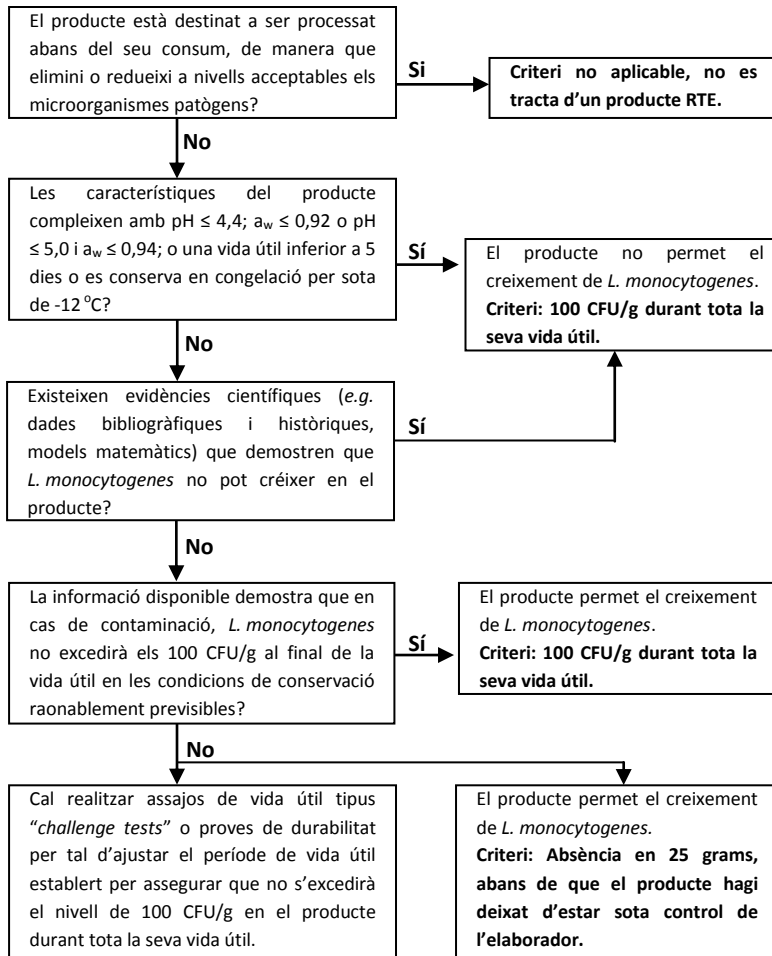 El producte està destinat a ser processat
abans del seu consum, de manera que
elimini o redueixi a nivells acceptables els
microorganismes patògens?
Si
Criteri no aplicable, no es
tracta d'un producte RTE.
No
Les característiques del producte
compleixen amb pH ≤ 4,4; aw ≤ 0,92 o pH
≤ 5,0 i aw ≤ 0,94; o una vida útil inferior a 5
dies o es conserva en congelació per sota
de -12 ºC?
Sí
El producte no permet el
creixement de L. monocytogenes.
Criteri: 100 CFU/g durant tota la
seva vida útil.
No
Existeixen evidències científiques (e.g.
dades bibliogràfiques i històriques,
models matemàtics) que demostren que
L. monocytogenes no pot créixer en el
producte?
Sí
No
La informació disponible demostra que en
cas de contaminació, L. monocytogenes
no excedirà els 100 CFU/g al final de la
vida útil en les condicions de conservació
raonablement previsibles?
Sí
El producte permet el creixement
de L. monocytogenes.
Criteri: 100 CFU/g durant tota la
seva vida útil.
No
Cal realitzar assajos de vida útil tipus
"challenge tests" o proves de durabilitat
per tal d'ajustar el període de vida útil
establert per assegurar que no s'excedirà
el nivell de 100 CFU/g en el producte
durant tota la seva vida útil.
El producte permet el creixement
de L. monocytogenes.
Criteri: Absència en 25 grams,
abans de que el producte hagi
deixat d'estar sota control de
l'elaborador.